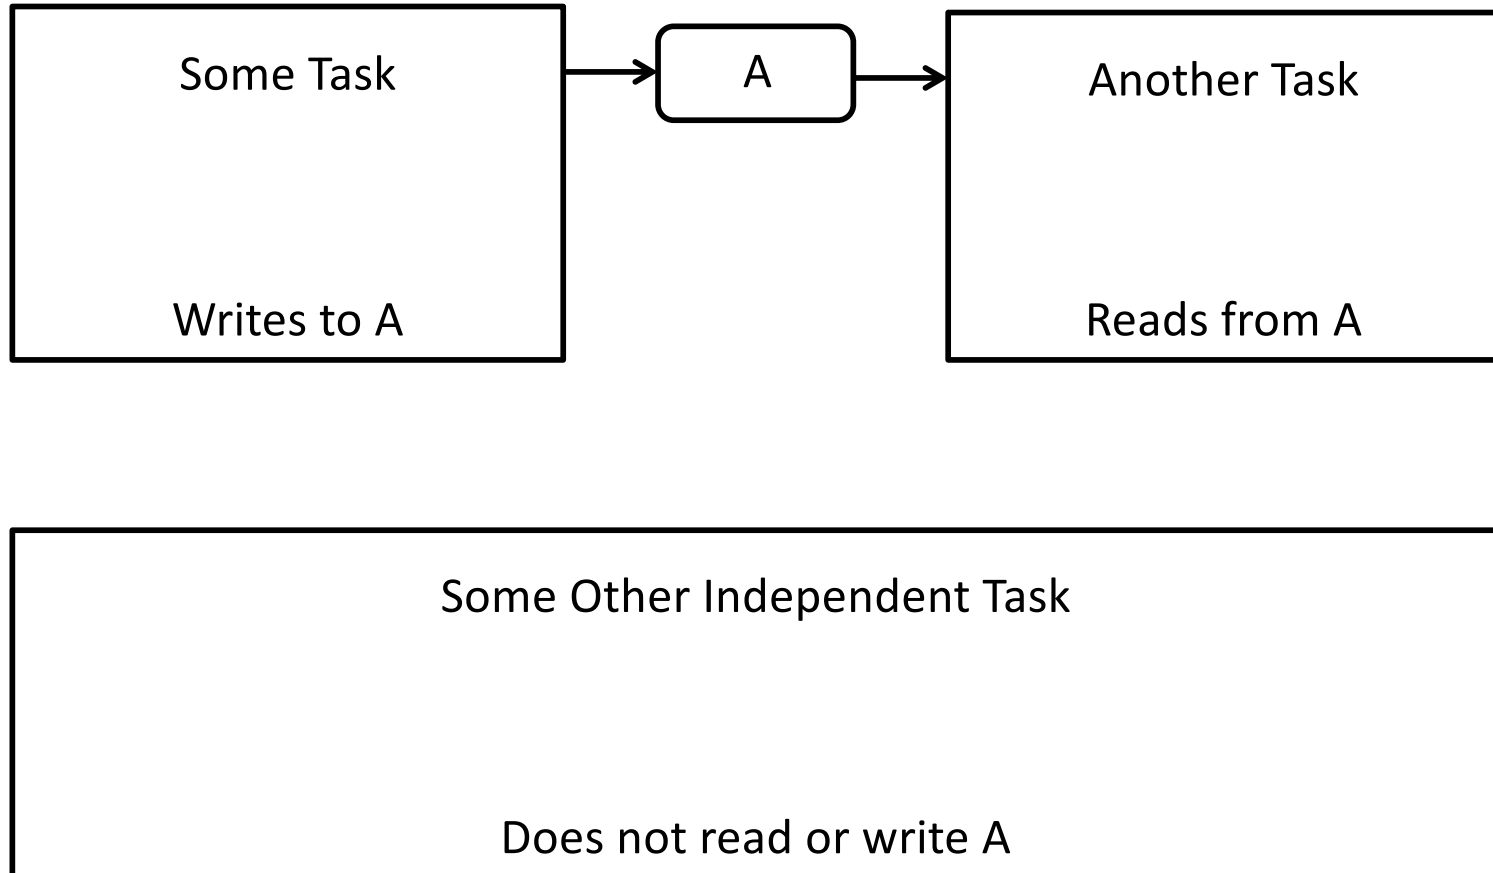 Some Task
A
Another Task
Writes to A
Reads from A
Some Other Independent Task
Does not read or write A